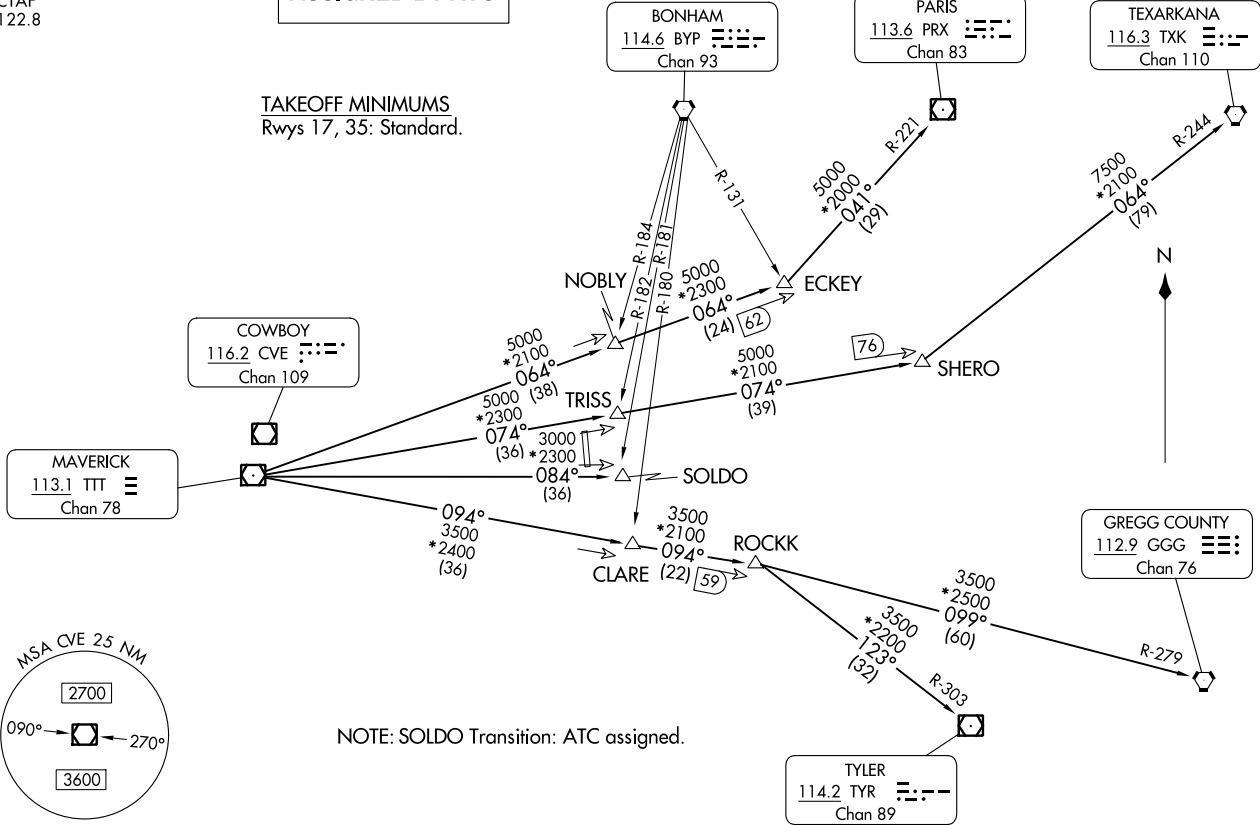 122.8
BONHAM
114.6 BYP
Chan 93
PARIS
113.6 PRX
Chan 83
TEXARKANA
116.3 TXK
Chan 110
TAKEOFF MINIMUMS
Rwys 17, 35: Standard.
R-221
R-244
R-131
5000
*2000
041°
(29)
7500
*2100
064°
(79)
R-184
R-182
R-181
R-180
N
NOBLY
5000
*2300
064°
(24)
62
ECKEY
COWBOY
116.2 CVE
Chan 109
5000
*2100
064°
(38)
76
SHERO
5000
*2100
074°
(39)
TRISS
5000
*2300
074°
(36)
3000
*2300
084°
(36)
SOLDO
MAVERICK
113.1 TTT
Chan 78
094°
3500
*2400
(36)
CLARE
3500
*2100
094°
(22)
59
ROCKK
GREGG COUNTY
112.9 GGG
Chan 76
3500
*2500
099°
(60)
R-279
3500
*2200
123°
(32)
R-303
MSA CVE 25 NM
2700
090°
270°
3600
NOTE: SOLDO Transition: ATC assigned.
TYLER
114.2 TYR
Chan 89